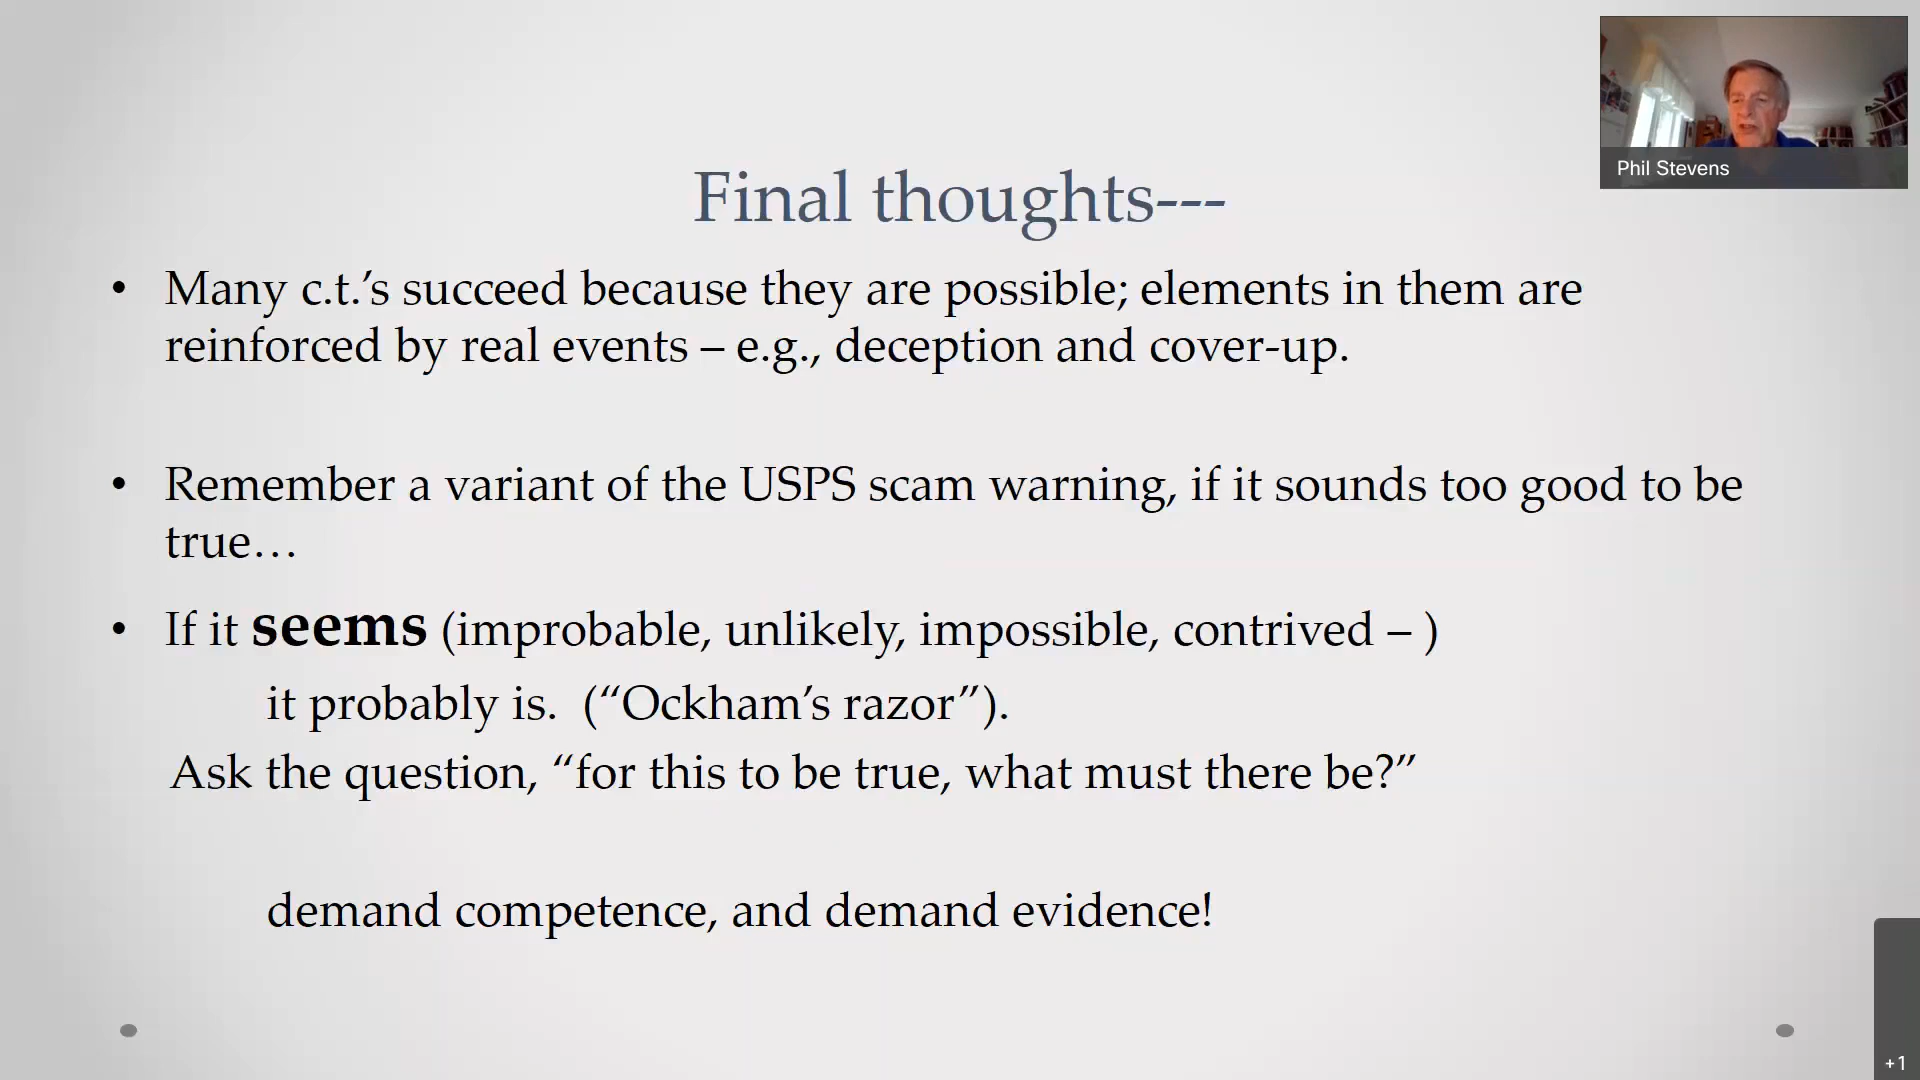 Phil Stevens
Final thoughts---
• Many c.t.’s succeed because they are possible; elements in them are
reinforced by real events – e.g., deception and cover-up.
• Remember a variant of the USPS scam warning, if it sounds too good to be
true…
• If it seems (improbable, unlikely, impossible, contrived – )
it probably is.  (“Ockham’s razor”).
Ask the question, “for this to be true, what must there be?”
demand competence, and demand evidence!
+1